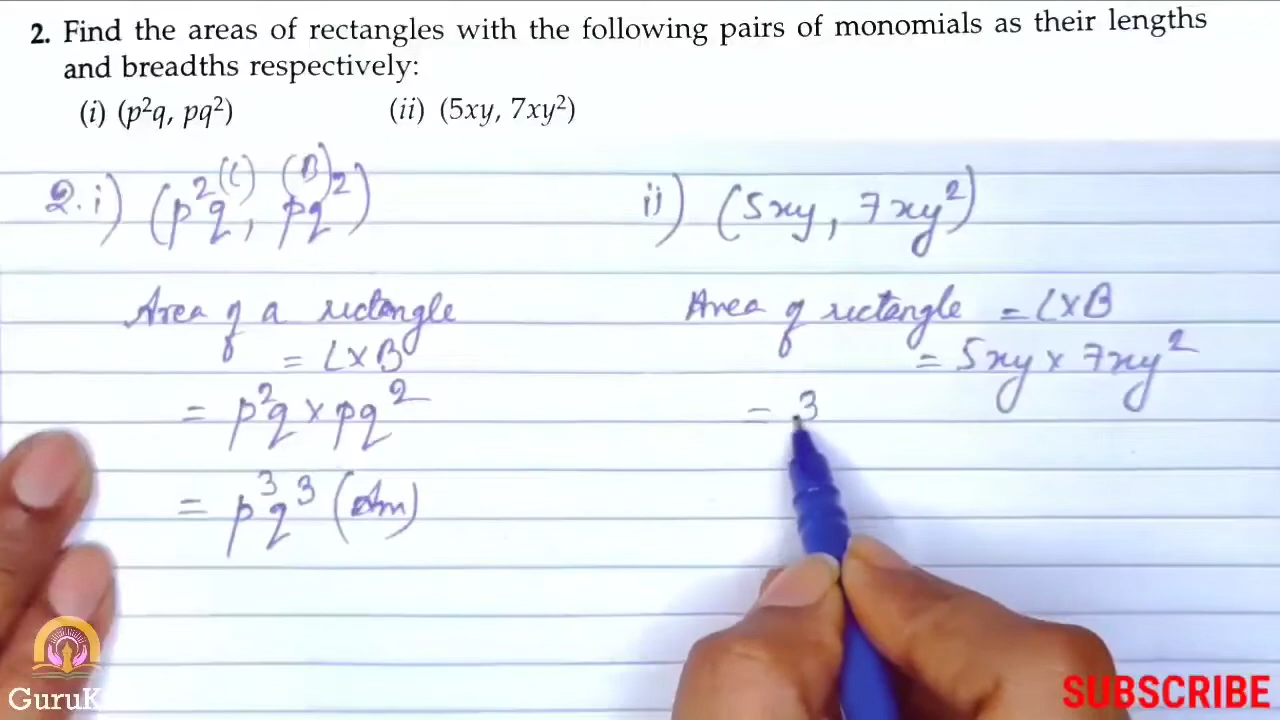 2. Find the areas of rectangles with the following pairs of monomials as their lengths
and breadths respectively:
(i) (p²q, pq²) (ii) (5xy, 7xy²)
(L) (B)
2.i) (p²q, pq²)
Area of a rectangle
= L×B
= p²q × pq²
= p³q³ (Ans)
ii) (5xy, 7xy²)
Area of rectangle = L×B
= 5xy × 7xy²
= 3
GuruK
SUBSCRIBE